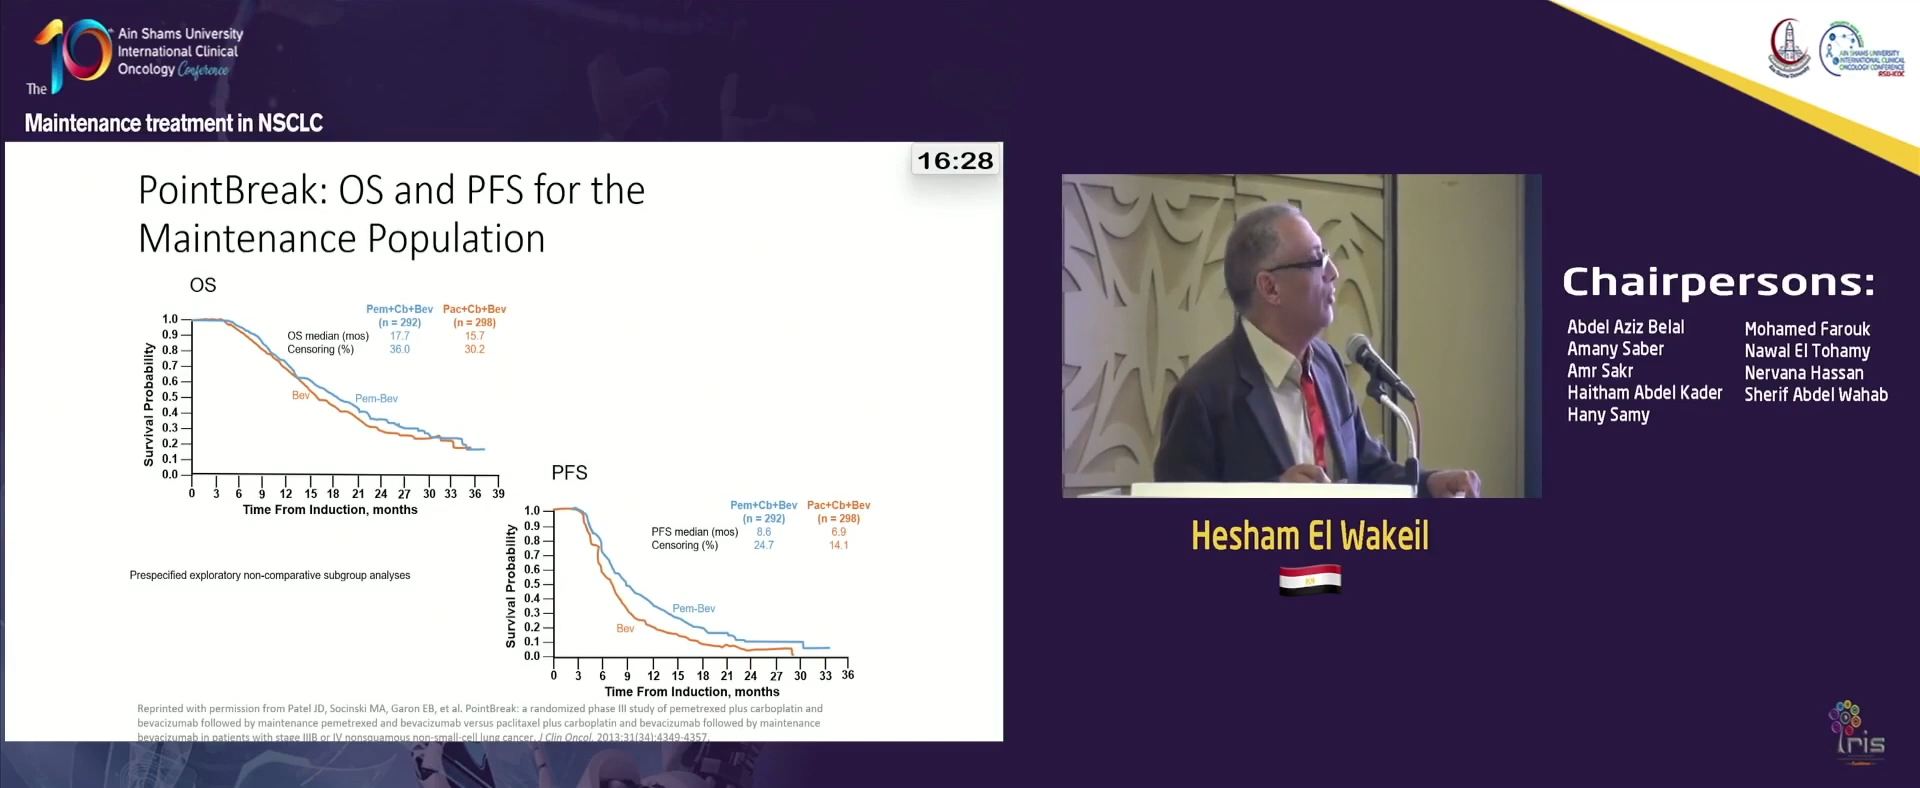 The 10 Ain Shams University
International Clinical
Oncology Conference
Maintenance treatment in NSCLC
16:28
PointBreak: OS and PFS for the
Maintenance Population
OS
Pem+Cb+Bev Pac+Cb+Bev
(n = 292) (n = 298)
OS median (mos) 17.7 15.7
Censoring (%) 36.0 30.2
Survival Probability
1.0
0.9
0.8
0.7
0.6
0.5
0.4
0.3
0.2
0.1
0.0
Bev
Pem-Bev
0 3 6 9 12 15 18 21 24 27 30 33 36 39
Time From Induction, months
PFS
Pem+Cb+Bev Pac+Cb+Bev
(n = 292) (n = 298)
PFS median (mos) 8.6 6.9
Censoring (%) 24.7 14.1
Survival Probability
1.0
0.9
0.8
0.7
0.6
0.5
0.4
0.3
0.2
0.1
0.0
Pem-Bev
Bev
0 3 6 9 12 15 18 21 24 27 30 33 36
Time From Induction, months
Prespecified exploratory non-comparative subgroup analyses
Reprinted with permission from Patel JD, Socinski MA, Garon EB, et al. PointBreak: a randomized phase III study of pemetrexed plus carboplatin and
bevacizumab followed by maintenance pemetrexed and bevacizumab versus paclitaxel plus carboplatin and bevacizumab followed by maintenance
bevacizumab in patients with stage IIIB or IV nonsquamous non-small-cell lung cancer. J Clin Oncol. 2013;31(34):4349-4357.
Hesham El Wakeil
Chairpersons:
Abdel Aziz Belal
Amany Saber
Amr Sakr
Haitham Abdel Kader
Hany Samy
Mohamed Farouk
Nawal El Tohamy
Nervana Hassan
Sherif Abdel Wahab
AIN SHAMS UNIVERSITY
INTERNATIONAL CLINICAL
ONCOLOGY CONFERENCE
Iris